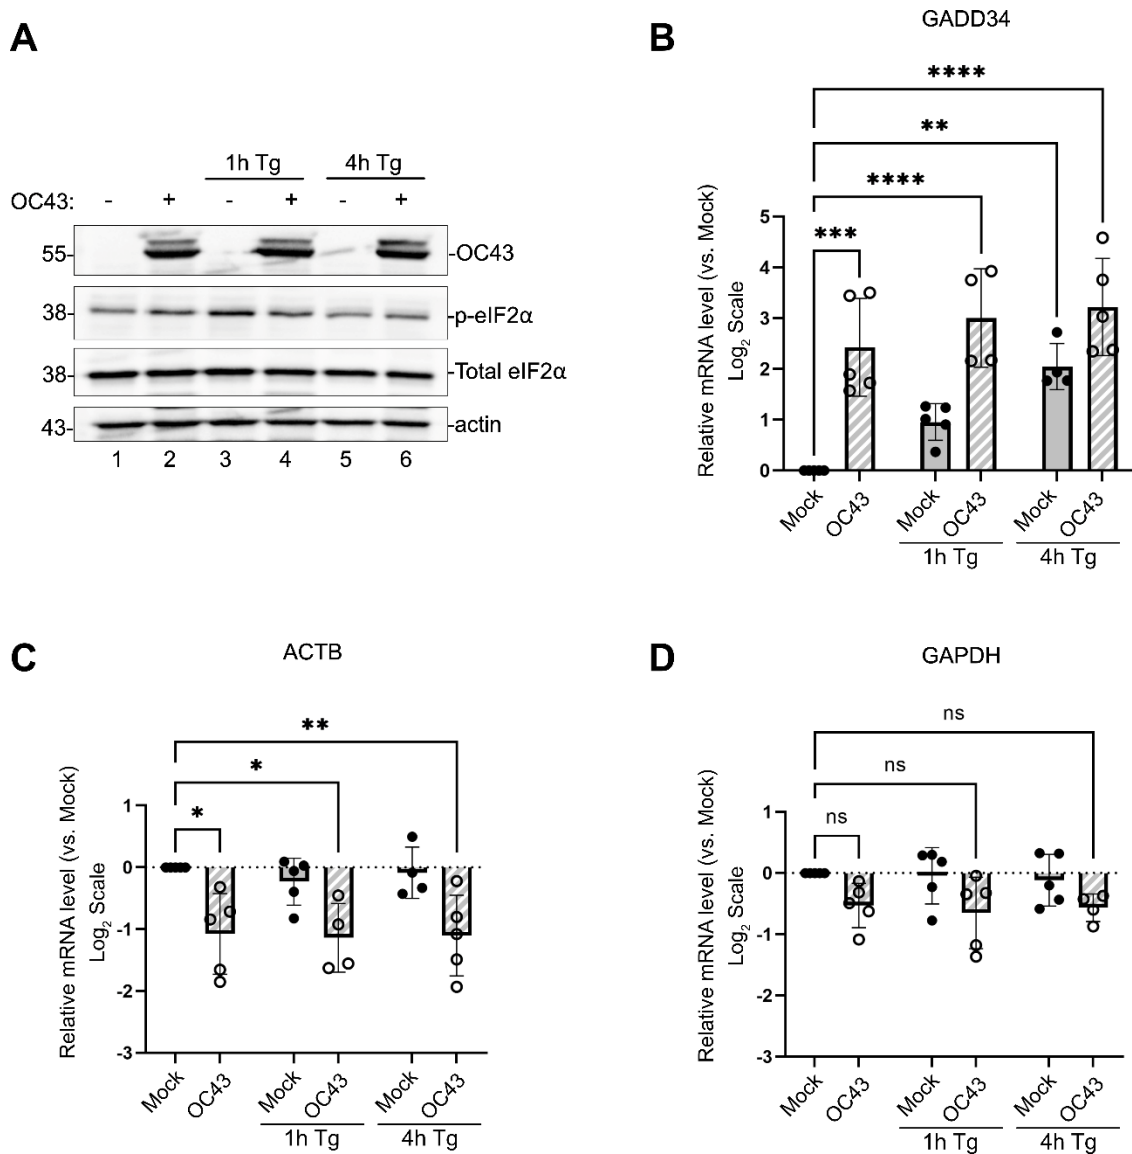 A
1h Tg 4h Tg
OC43: - + - + - +
55- -OC43
38- -p-eIF2α
38- -Total eIF2α
43- -actin
1 2 3 4 5 6
B
GADD34
****
**
****
***
Relative mRNA level (vs. Mock)
Log2 Scale
5
4
3
2
1
0
Mock OC43 Mock OC43 Mock OC43
1h Tg 4h Tg
C
ACTB
**
*
*
Relative mRNA level (vs. Mock)
Log2 Scale
1
0
-1
-2
-3
Mock OC43 Mock OC43 Mock OC43
1h Tg 4h Tg
D
GAPDH
ns
ns
ns
Relative mRNA level (vs. Mock)
Log2 Scale
1
0
-1
-2
-3
Mock OC43 Mock OC43 Mock OC43
1h Tg 4h Tg